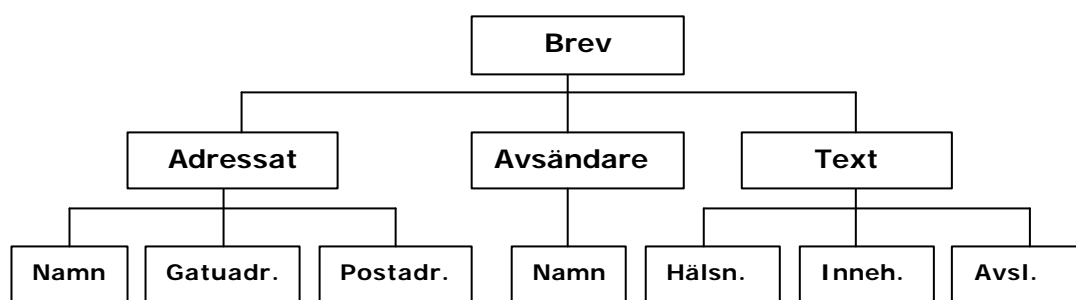 Brev
Adressat Avsändare Text
Namn Gatuadr. Postadr. Namn Hälsn. Inneh. Avsl.